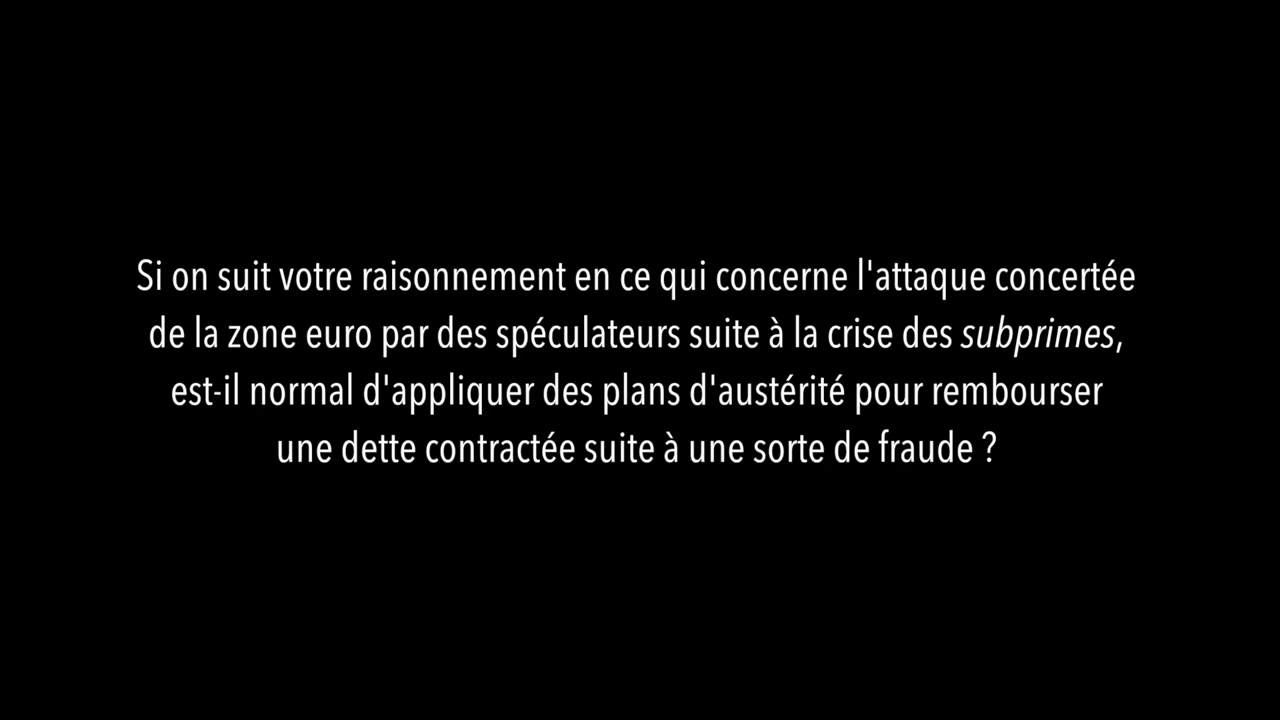 Si on suit votre raisonnement en ce qui concerne l'attaque concertée
de la zone euro par des spéculateurs suite à la crise des subprimes,
est-il normal d'appliquer des plans d'austérité pour rembourser
une dette contractée suite à une sorte de fraude ?